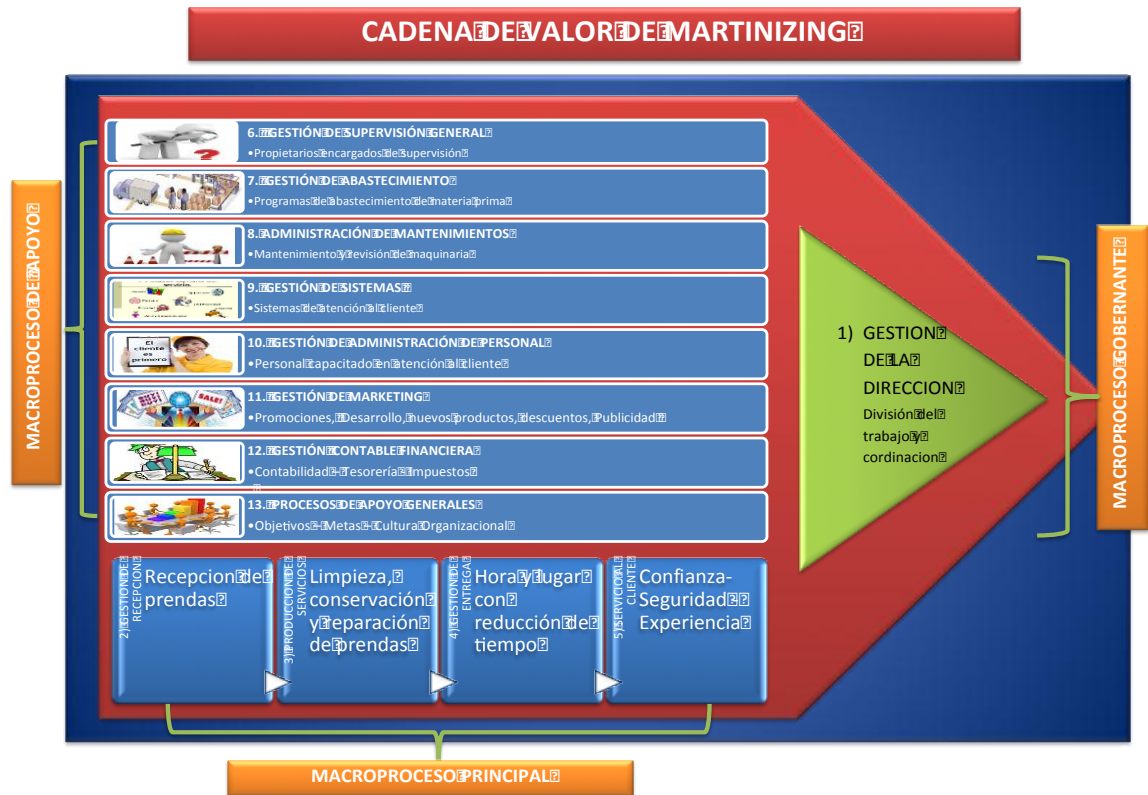 CADENA DE VALOR DE MARTINIZING
MACROPROCESO DE APOYO
6. GESTIÓN DE SUPERVISIÓN GENERAL
•Propietarios encargados de supervisión
7. GESTIÓN DE ABASTECIMIENTO
•Programas de abastecimiento de materia prima
8. ADMINISTRACIÓN DE MANTENIMIENTOS
•Mantenimiento y revisión de maquinaria
9. GESTIÓN DE SISTEMAS
•Sistemas de atención al cliente
El
cliente
es
primero
10. GESTIÓN DE ADMINISTRACIÓN DE PERSONAL
•Personal capacitado en atención al cliente
SALE!
11. GESTIÓN DE MARKETING
•Promociones, Desarrollo, nuevos productos, descuentos, Publicidad
12. GESTIÓN CONTABLE FINANCIERA
•Contabilidad – Tesorería - Impuestos
13. PROCESOS DE APOYO GENERALES
•Objetivos – Metas – Cultura Organizacional
1) GESTION
DE LA
DIRECCION
División del
trabajo y
cordinacion
MACROPROCESO GOBERNANTE
2) GESTION DE
RECEPCION
Recepcion de
prendas
3) PRODUCCION DE
SERVICIOS
Limpieza,
conservación
y reparación
de prendas
4) GESTION DE
ENTREGA
Hora y lugar
con
reducción de
tiempo
5) SERVICIO AL
CLIENTE
Confianza-
Seguridad
Experiencia
MACROPROCESO PRINCIPAL